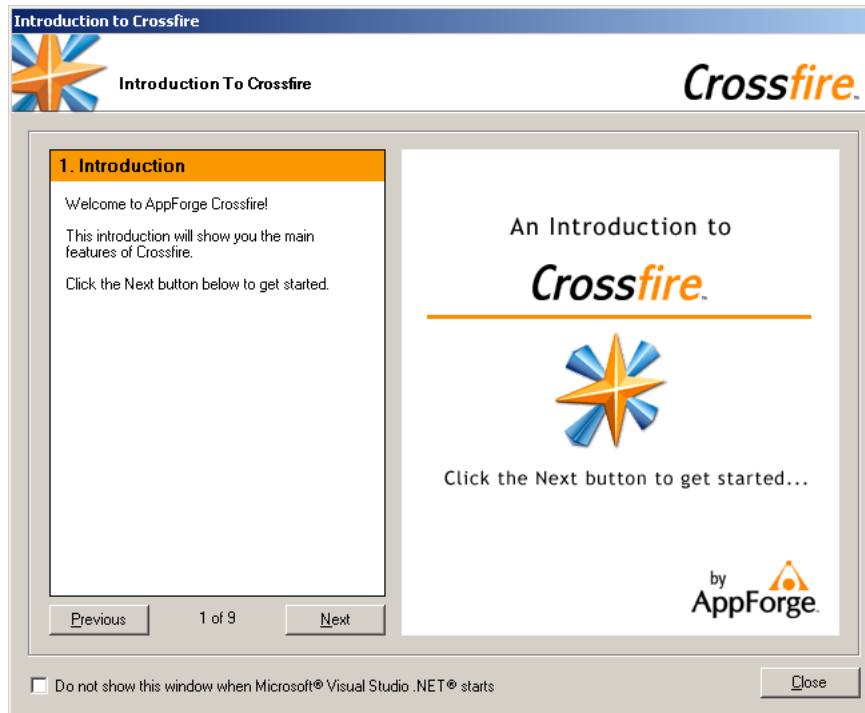 Introduction to Crossfire
Introduction To Crossfire
Crossfire™
1. Introduction
Welcome to AppForge Crossfire!
This introduction will show you the main
features of Crossfire.
Click the Next button below to get started.
Previous
1 of 9
Next
An Introduction to
Crossfire™
Click the Next button to get started...
by
AppForge
Do not show this window when Microsoft® Visual Studio .NET® starts
Close